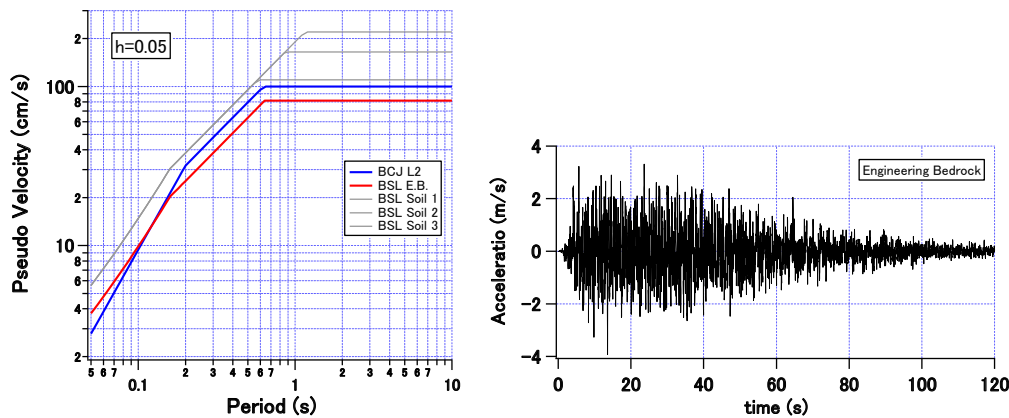 h=0.05
2
100
8
6
4
2
10
8
6
4
2
Pseudo Velocity (cm/s)
BCJ L2
BSL E.B.
BSL Soil 1
BSL Soil 2
BSL Soil 3
5 6 7 0.1 2 3 4 5 6 7 1 2 3 4 5 6 7 10
Period (s)
4
2
0
-2
-4
Acceleratio (m/s)
Engineering Bedrock
0 20 40 60 80 100 120
time (s)